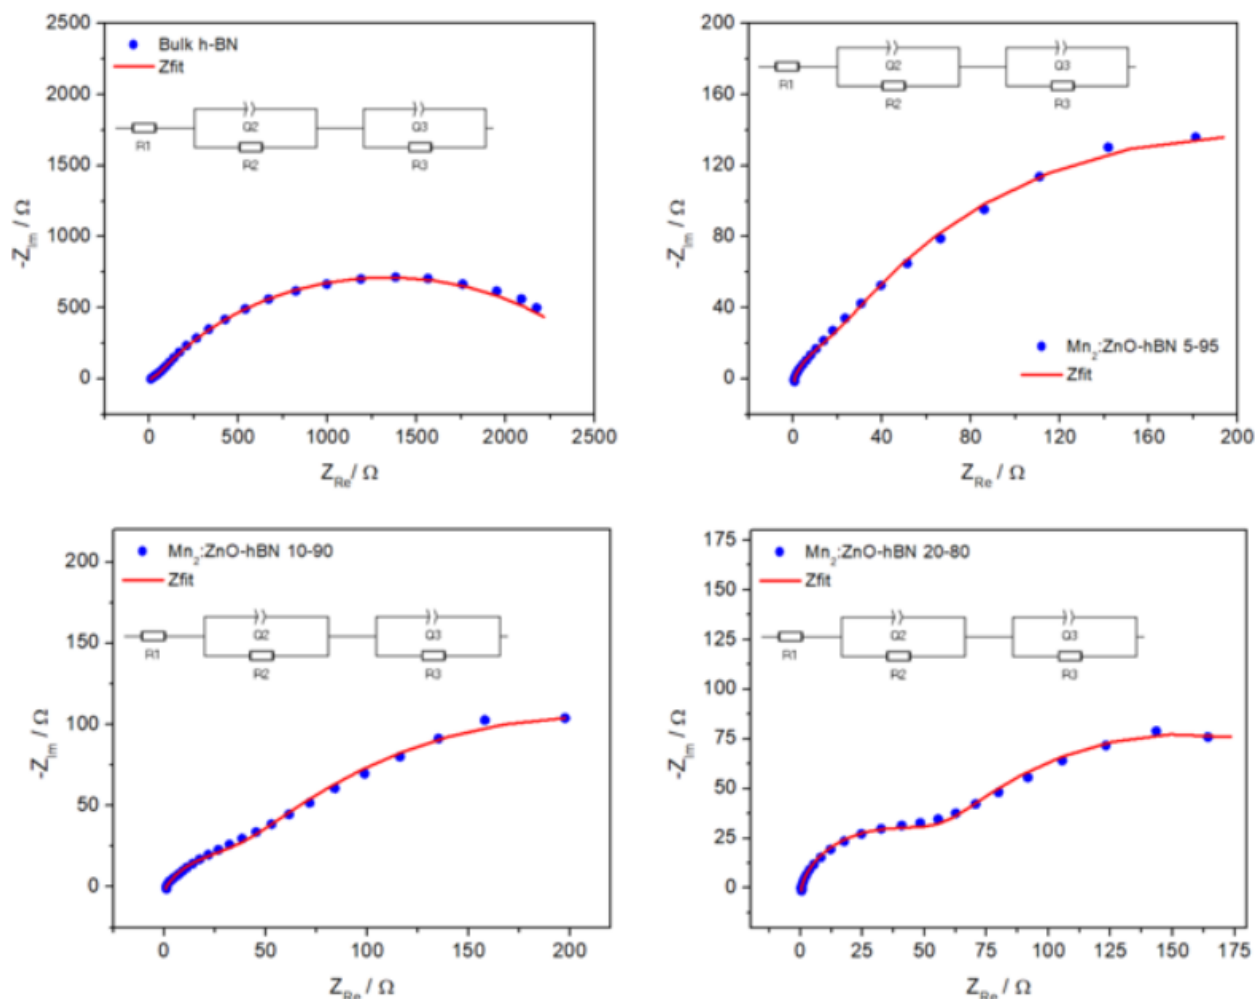 Bulk h-BN
Zfit
R1
Q2
R2
Q3
R3
2500
2000
1500
1000
500
0
-Z_Im / Ω
0 500 1000 1500 2000 2500
Z_Re / Ω
R1
Q2
R2
Q3
R3
200
160
120
80
40
0
-Z_Im / Ω
Mn₂:ZnO-hBN 5-95
Zfit
0 40 80 120 160 200
Z_Re / Ω
Mn₂:ZnO-hBN 10-90
Zfit
R1
Q2
R2
Q3
R3
200
150
100
50
0
-Z_Im / Ω
0 50 100 150 200
Z_Re / Ω
Mn₂:ZnO-hBN 20-80
Zfit
R1
Q2
R2
Q3
R3
175
150
125
100
75
50
25
0
-Z_Im / Ω
0 25 50 75 100 125 150 175
Z_Re / Ω